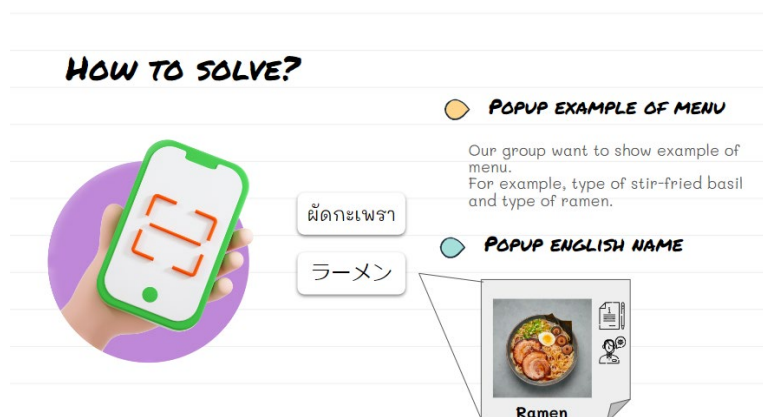 How to solve?
Popup example of menu
Our group want to show example of
menu.
For example, type of stir-fried basil
and type of ramen.
ผัดกะเพรา
ラーメン
Popup english name
Ramen